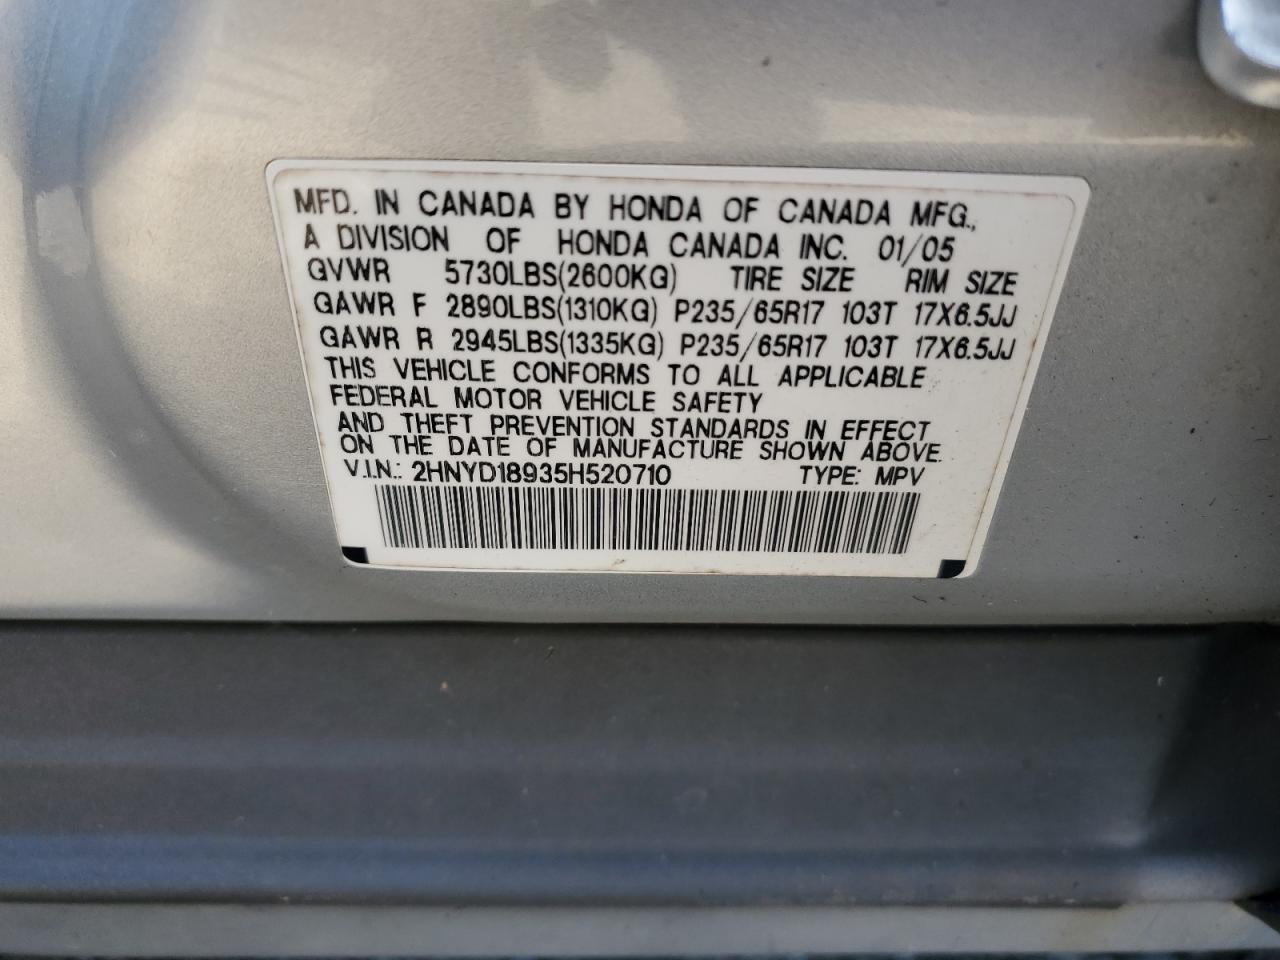 MFD. IN CANADA BY HONDA OF CANADA MFG.,
A DIVISION OF HONDA CANADA INC. 01/05
GVWR 5730LBS(2600KG) TIRE SIZE RIM SIZE
GAWR F 2890LBS(1310KG) P235/65R17 103T 17X6.5JJ
GAWR R 2945LBS(1335KG) P235/65R17 103T 17X6.5JJ
THIS VEHICLE CONFORMS TO ALL APPLICABLE
FEDERAL MOTOR VEHICLE SAFETY
AND THEFT PREVENTION STANDARDS IN EFFECT
ON THE DATE OF MANUFACTURE SHOWN ABOVE.
V.I.N.: 2HNYD18935H520710 TYPE: MPV